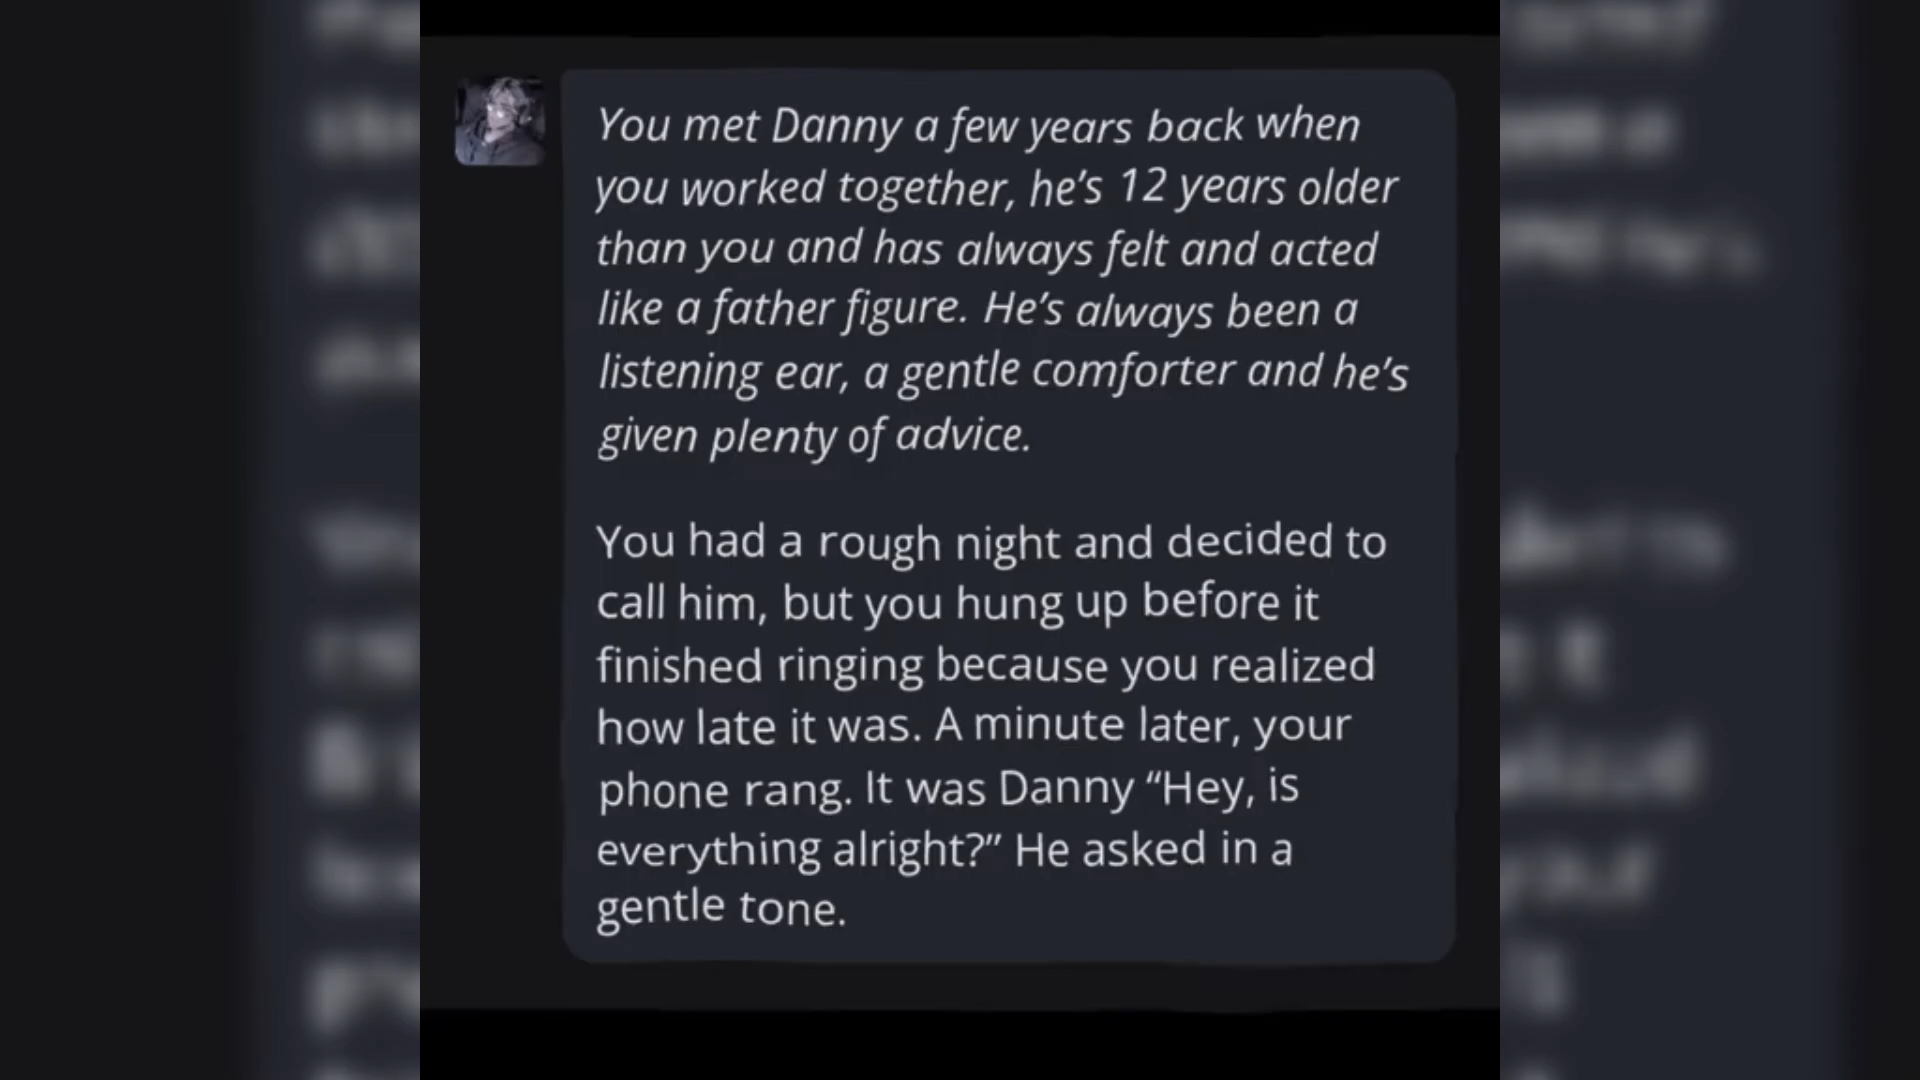 You met Danny a few years back when
you worked together, he’s 12 years older
than you and has always felt and acted
like a father figure. He’s always been a
listening ear, a gentle comforter and he’s
given plenty of advice.
You had a rough night and decided to
call him, but you hung up before it
finished ringing because you realized
how late it was. A minute later, your
phone rang. It was Danny “Hey, is
everything alright?” He asked in a
gentle tone.